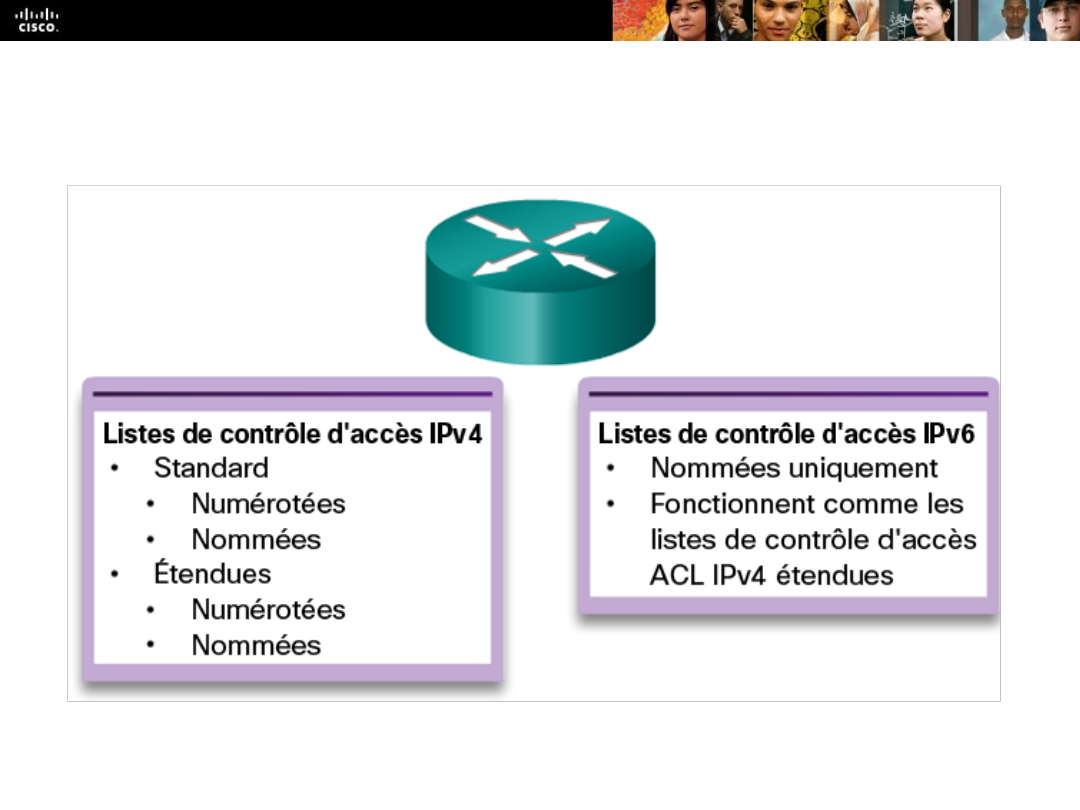 CISCO.
Listes de contrôle d'accès IPv4
• Standard
• Numérotées
• Nommées
• Étendues
• Numérotées
• Nommées
Listes de contrôle d'accès IPv6
• Nommées uniquement
• Fonctionnent comme les
listes de contrôle d'accès
ACL IPv4 étendues